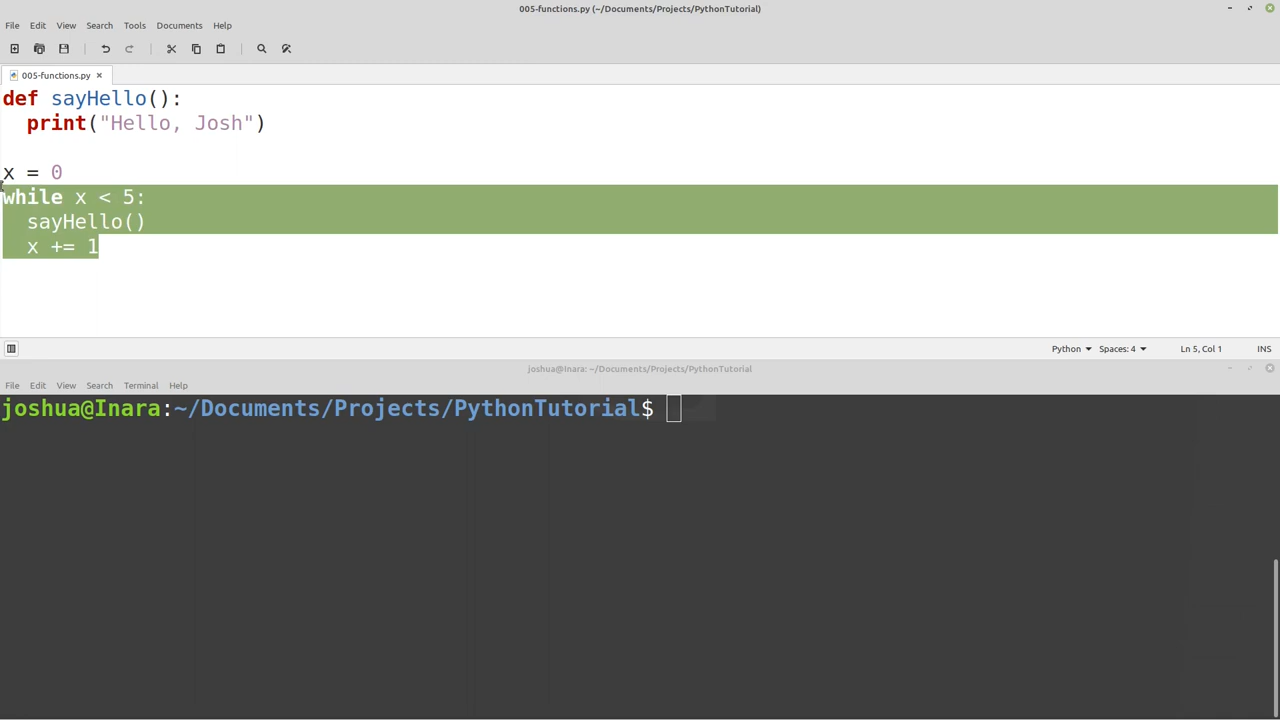 005-functions.py (~/Documents/Projects/PythonTutorial)
File Edit View Search Tools Documents Help
005-functions.py
def sayHello():
  print("Hello, Josh")
x = 0
while x < 5:
  sayHello()
  x += 1
Python Spaces: 4 Ln 5, Col 1 INS
joshua@Inara: ~/Documents/Projects/PythonTutorial
File Edit View Search Terminal Help
joshua@Inara:~/Documents/Projects/PythonTutorial$